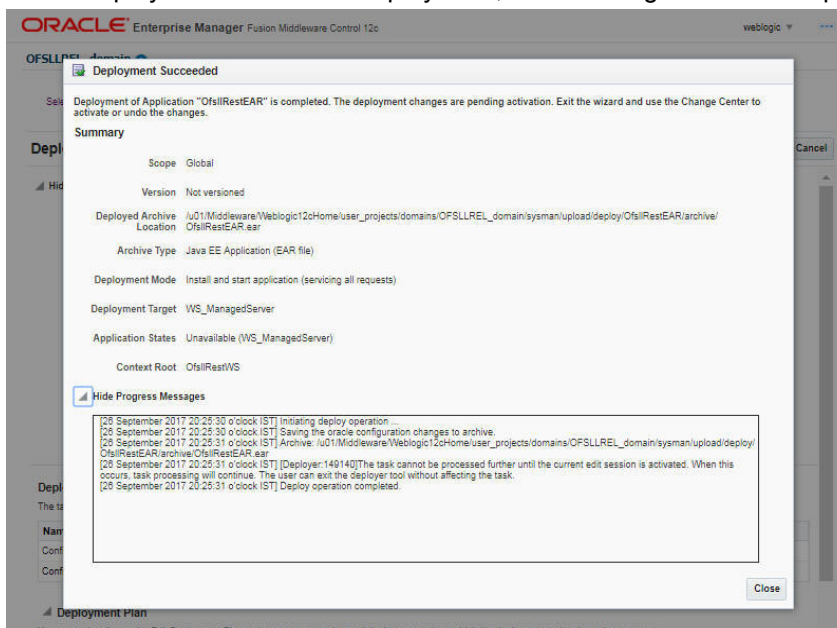 ORACLE Enterprise Manager Fusion Middleware Control 12c
weblogic
Deployment Succeeded
Deployment of Application "OfsllRestEAR" is completed. The deployment changes are pending activation. Exit the wizard and use the Change Center to
activate or undo the changes.
Summary
Cancel
Scope Global
Version Not versioned
Deployed Archive Location /u01/Middleware/Weblogic12cHome/user_projects/domains/OFSLLREL_domain/sysman/upload/deploy/OfsllRestEAR/archive/
OfsllRestEAR.ear
Archive Type Java EE Application (EAR file)
Deployment Mode Install and start application (servicing all requests)
Deployment Target WS_ManagedServer
Application States Unavailable (WS_ManagedServer)
Context Root OfsllRestWS
Hide Progress Messages
[26 September 2017 20:25:30 o'clock IST] Initiating deploy operation ...
[26 September 2017 20:25:30 o'clock IST] Saving the oracle configuration changes to archive.
[26 September 2017 20:25:31 o'clock IST] Archive: /u01/Middleware/Weblogic12cHome/user_projects/domains/OFSLLREL_domain/sysman/upload/deploy/
OfsllRestEAR/archive/OfsllRestEAR.ear
[26 September 2017 20:25:31 o'clock IST] [Deployer:149140]The task cannot be processed further until the current edit session is activated. When this
occurs, task processing will continue. The user can exit the deployer tool without affecting the task.
[26 September 2017 20:25:31 o'clock IST] Deploy operation completed.
Close
Deployment Plan